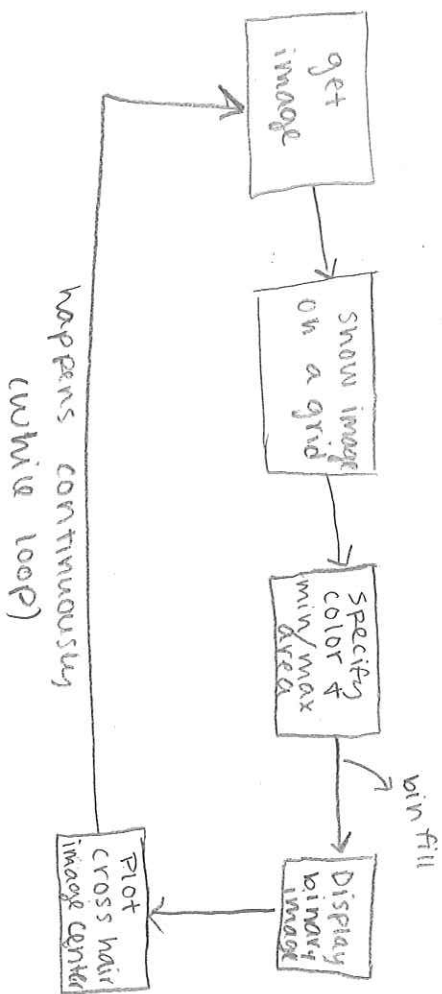 get
image
show image
on a grid
specify
color &
min/max
area
bin fill
Display
binary
image
Plot
cross hair
image center
happens continuously
(while loop)